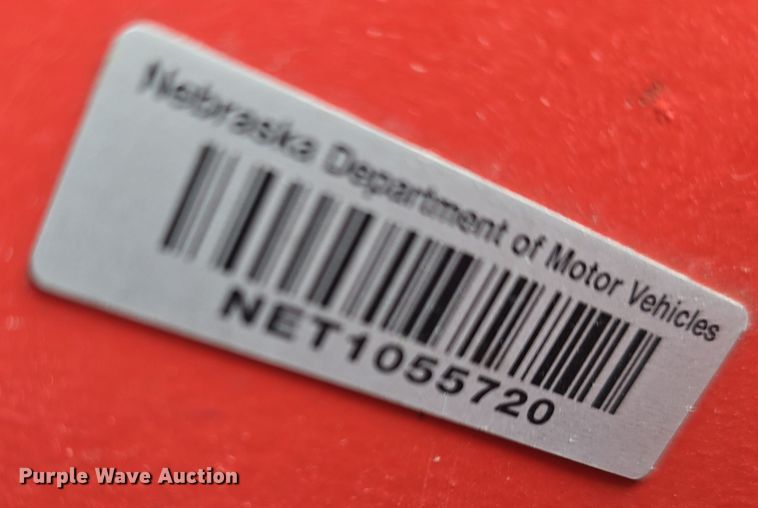 Nebraska Department of Motor Vehicles
NET1055720
Purple Wave Auction